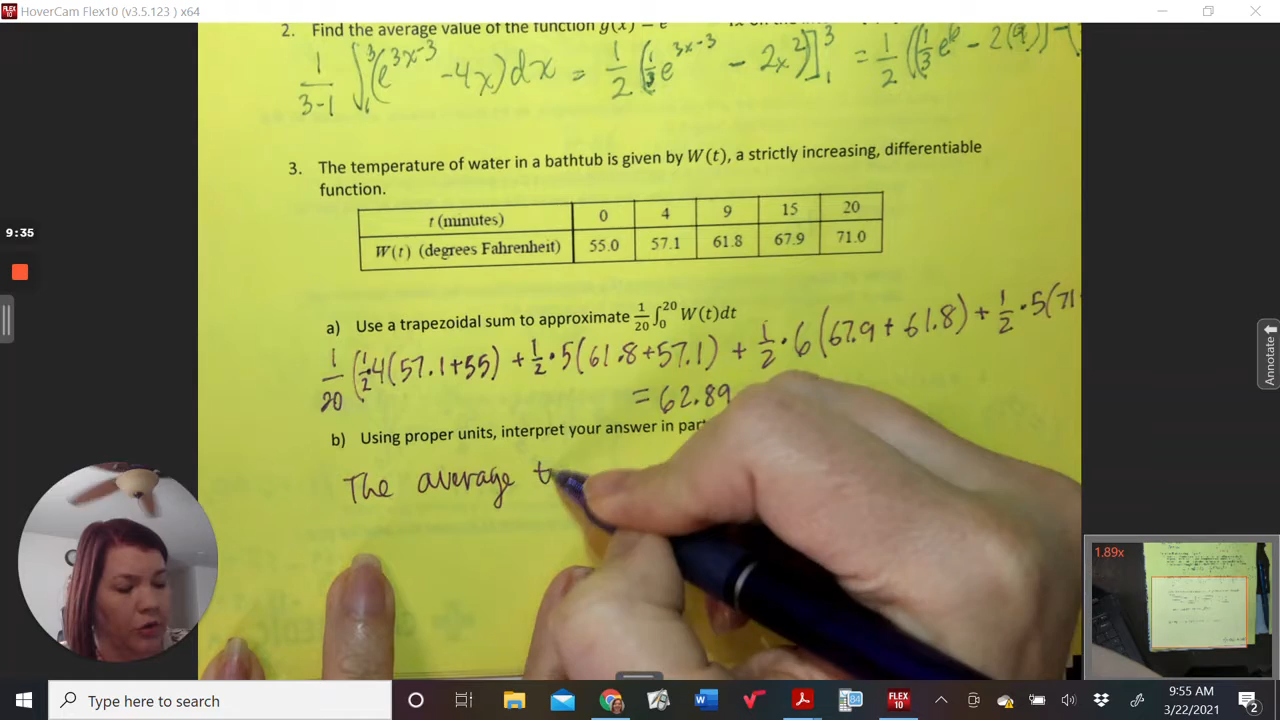 HoverCam Flex10 (v3.5.123 ) x64
2. Find the average value of the function g(x) = e
1/(3-1) ∫₁³(e^(3x-3) -4x)dx = 1/2 (1/3 e^(3x-3) - 2x²)]₁³ = 1/2 ((1/3 e⁶ - 2(9)) - (
3. The temperature of water in a bathtub is given by W(t), a strictly increasing, differentiable
function.
t (minutes) 0 4 9 15 20
W(t) (degrees Fahrenheit) 55.0 57.1 61.8 67.9 71.0
a) Use a trapezoidal sum to approximate 1/20 ∫₀²⁰ W(t)dt
1/20 (1/2·4(57.1+55) + 1/2·5(61.8+57.1) + 1/2·6(67.9+61.8) + 1/2·5(71
= 62.89
b) Using proper units, interpret your answer in part
The average t
9:35
Annotate
1.89x
Type here to search
FLEX
10
9:55 AM
3/22/2021
2